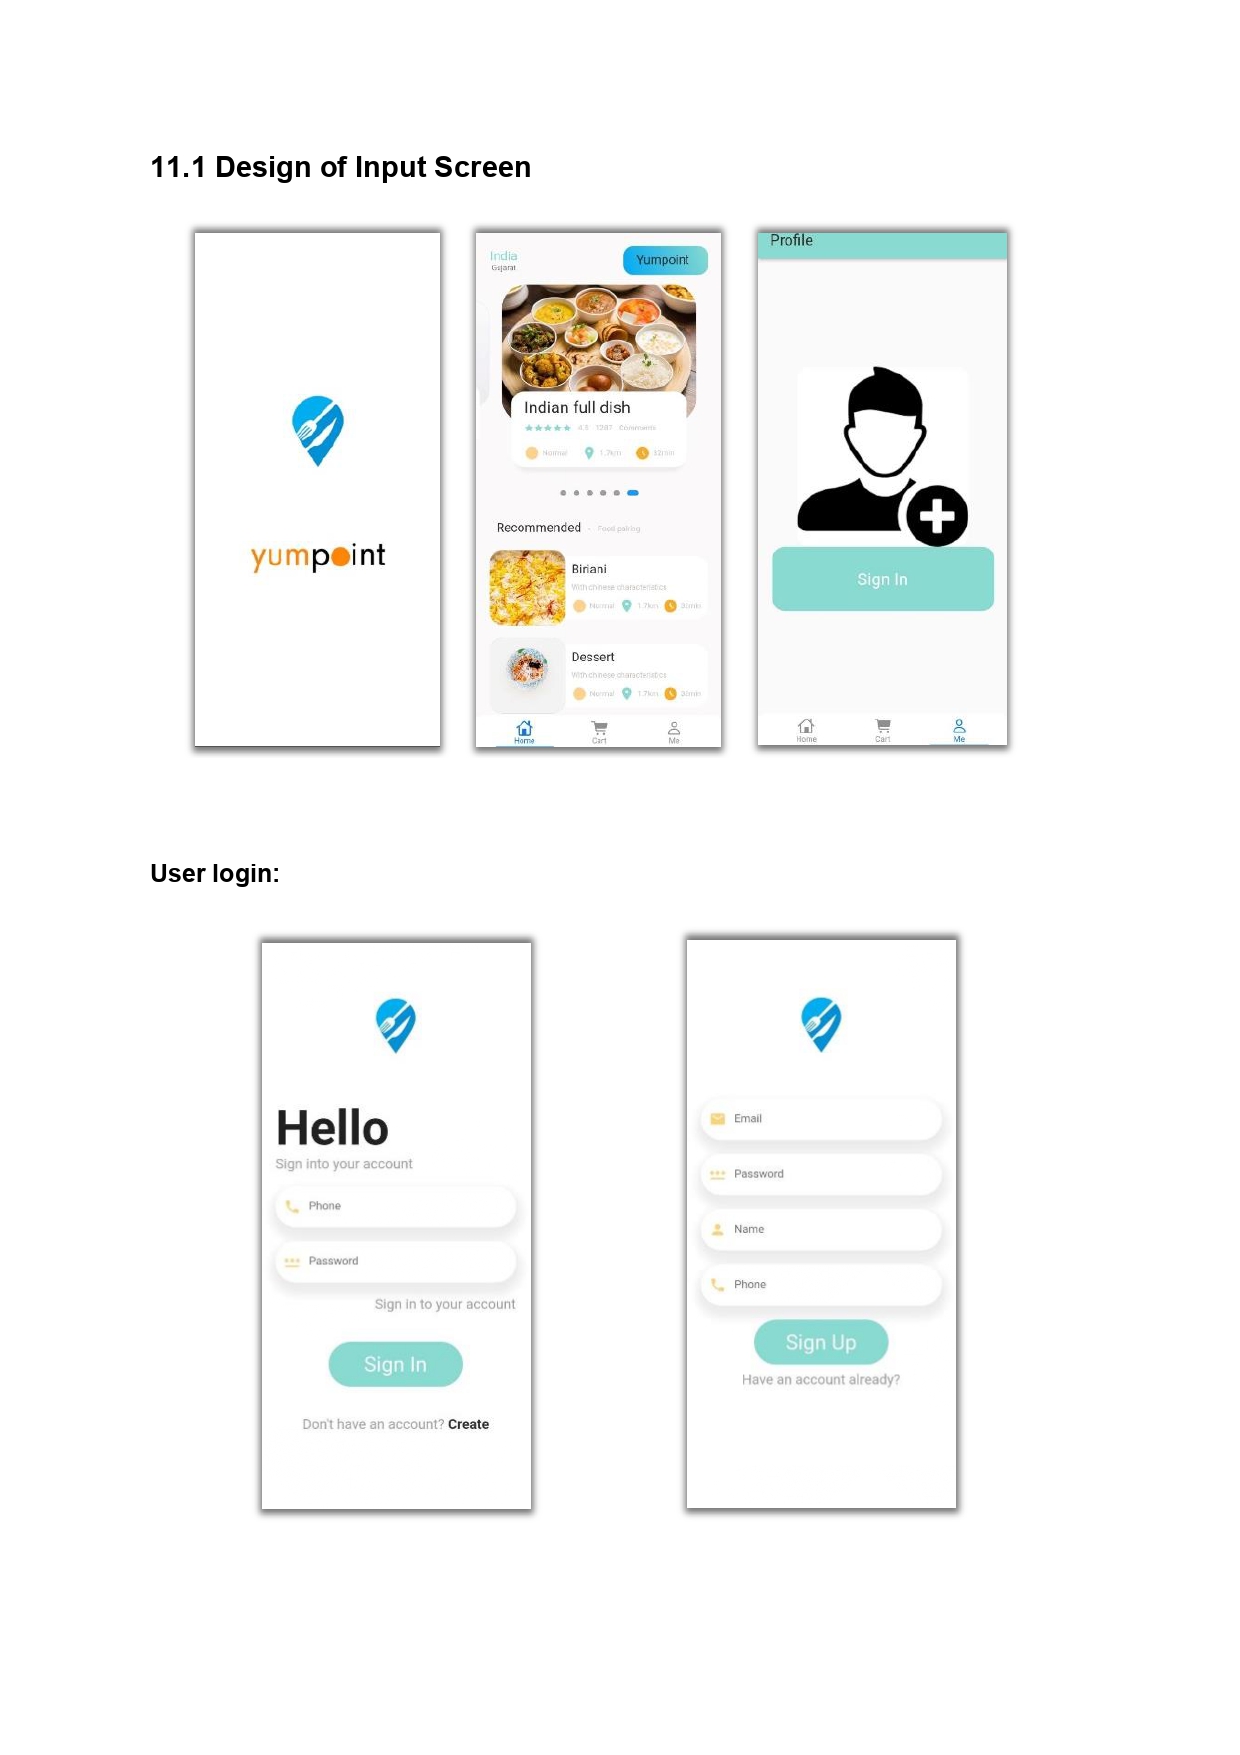 11.1 Design of Input Screen
yumpoint
India
Gujarat
Yumpoint
Indian full dish
4.5 1287 Comments
Normal 1.7km 32min
Recommended • Food pairing
Biriani
With chinese characteristics
Normal 1.7km
Dessert
With chinese characteristics
Normal 1.7km
Home Cart Me
Profile
Sign In
Home Cart Me
User login:
Hello
Sign into your account
Phone
Password
Sign in to your account
Sign In
Don't have an account? Create
Email
Password
Name
Phone
Sign Up
Have an account already?